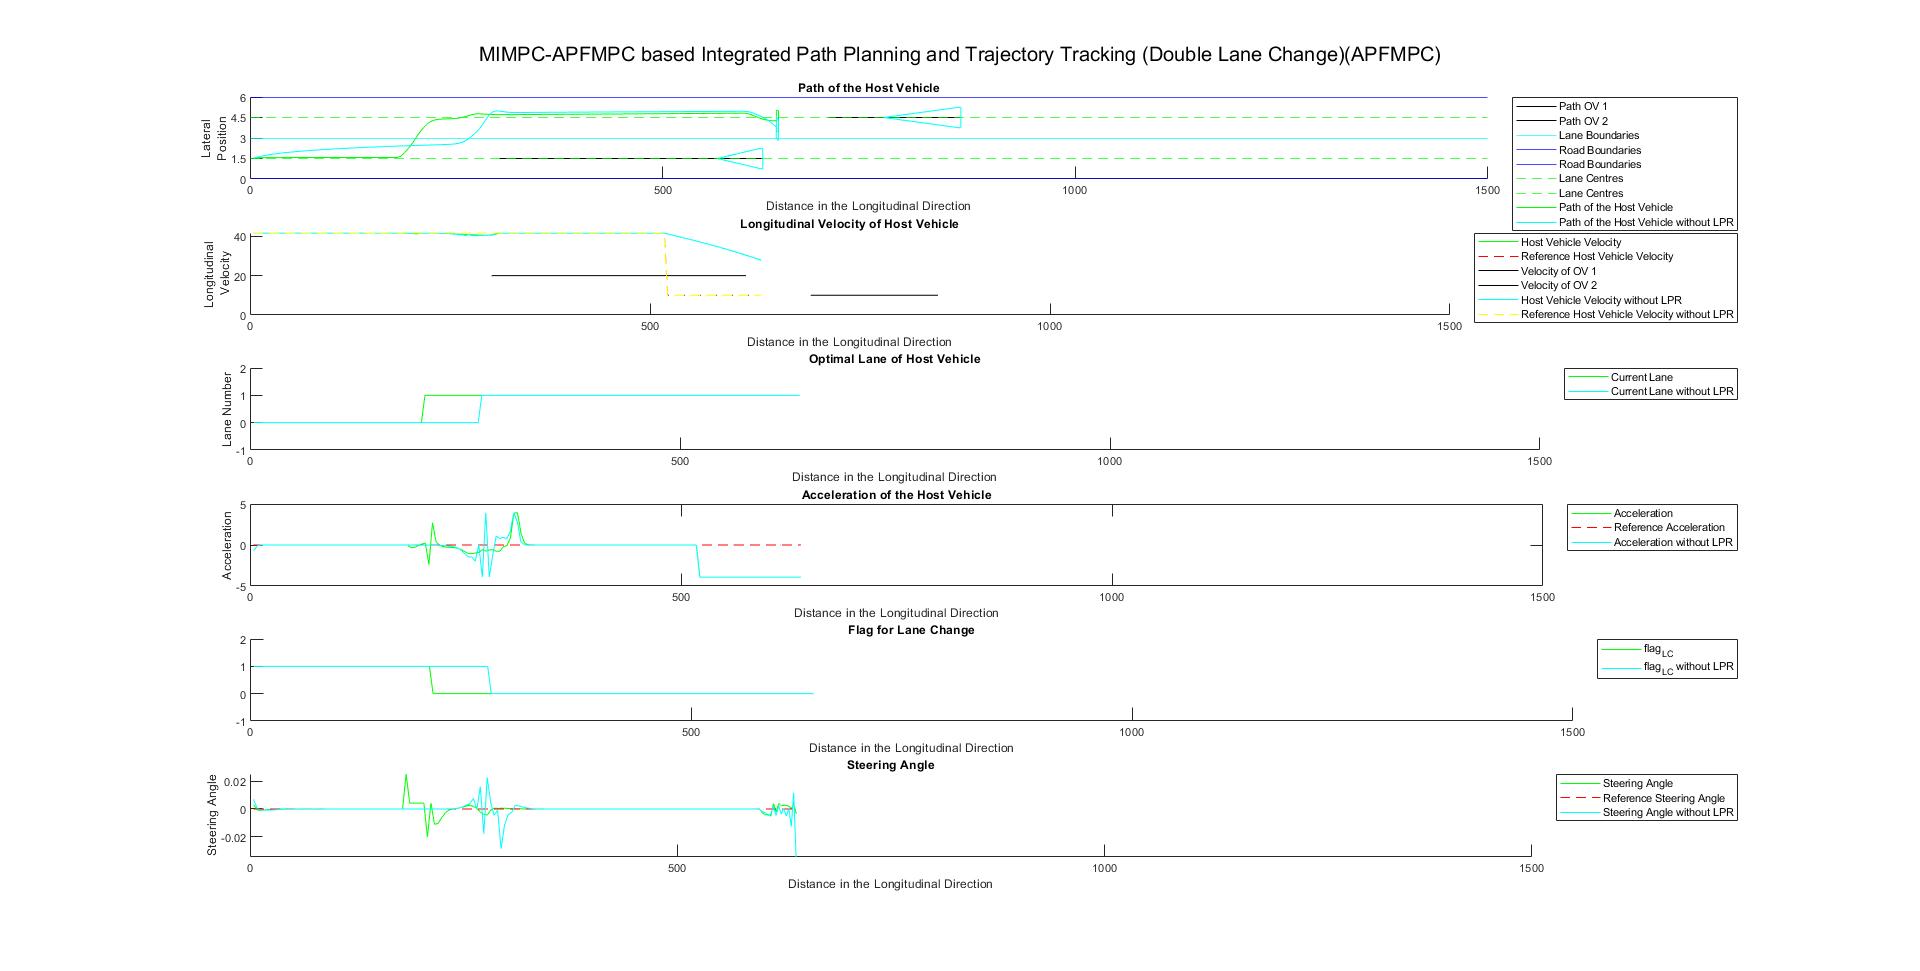 MIMPC-APFMPC based Integrated Path Planning and Trajectory Tracking (Double Lane Change)(APFMPC)
Path of the Host Vehicle
6
4.5
3
1.5
0
Lateral
Position
0 500 1000 1500
Distance in the Longitudinal Direction
Path OV 1
Path OV 2
Lane Boundaries
Road Boundaries
Road Boundaries
Lane Centres
Lane Centres
Path of the Host Vehicle
Path of the Host Vehicle without LPR
Longitudinal Velocity of Host Vehicle
40
20
0
Longitudinal
Velocity
0 500 1000 1500
Distance in the Longitudinal Direction
Host Vehicle Velocity
Reference Host Vehicle Velocity
Velocity of OV 1
Velocity of OV 2
Host Vehicle Velocity without LPR
Reference Host Vehicle Velocity without LPR
Optimal Lane of Host Vehicle
2
1
0
-1
Lane Number
0 500 1000 1500
Distance in the Longitudinal Direction
Current Lane
Current Lane without LPR
Acceleration of the Host Vehicle
5
0
-5
Acceleration
0 500 1000 1500
Distance in the Longitudinal Direction
Acceleration
Reference Acceleration
Acceleration without LPR
Flag for Lane Change
2
1
0
-1
0 500 1000 1500
Distance in the Longitudinal Direction
flag LC
flag LC without LPR
Steering Angle
0.02
0
-0.02
Steering Angle
0 500 1000 1500
Distance in the Longitudinal Direction
Steering Angle
Reference Steering Angle
Steering Angle without LPR